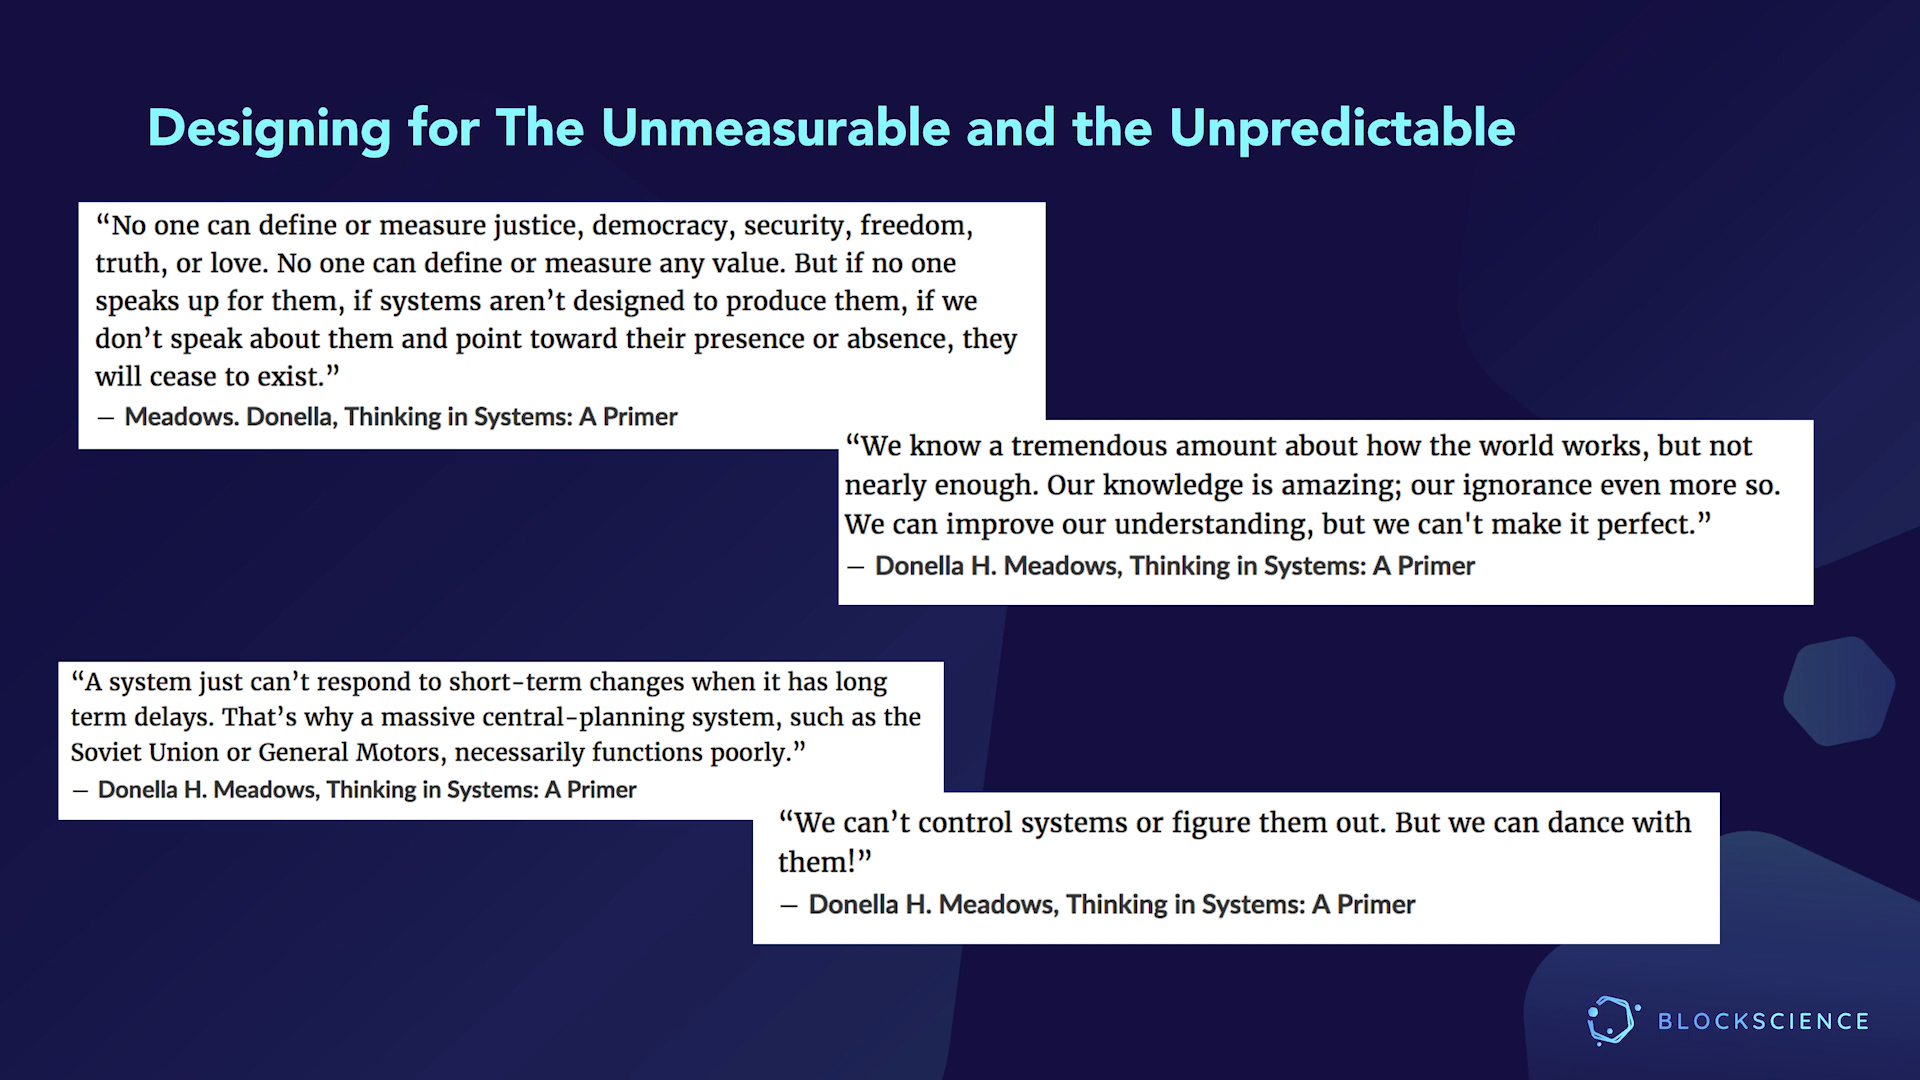 Designing for The Unmeasurable and the Unpredictable
“No one can define or measure justice, democracy, security, freedom,
truth, or love. No one can define or measure any value. But if no one
speaks up for them, if systems aren’t designed to produce them, if we
don’t speak about them and point toward their presence or absence, they
will cease to exist.”
— Meadows. Donella, Thinking in Systems: A Primer
“We know a tremendous amount about how the world works, but not
nearly enough. Our knowledge is amazing; our ignorance even more so.
We can improve our understanding, but we can't make it perfect.”
— Donella H. Meadows, Thinking in Systems: A Primer
“A system just can’t respond to short-term changes when it has long
term delays. That’s why a massive central-planning system, such as the
Soviet Union or General Motors, necessarily functions poorly.”
— Donella H. Meadows, Thinking in Systems: A Primer
“We can’t control systems or figure them out. But we can dance with
them!”
— Donella H. Meadows, Thinking in Systems: A Primer
BLOCKSCIENCE